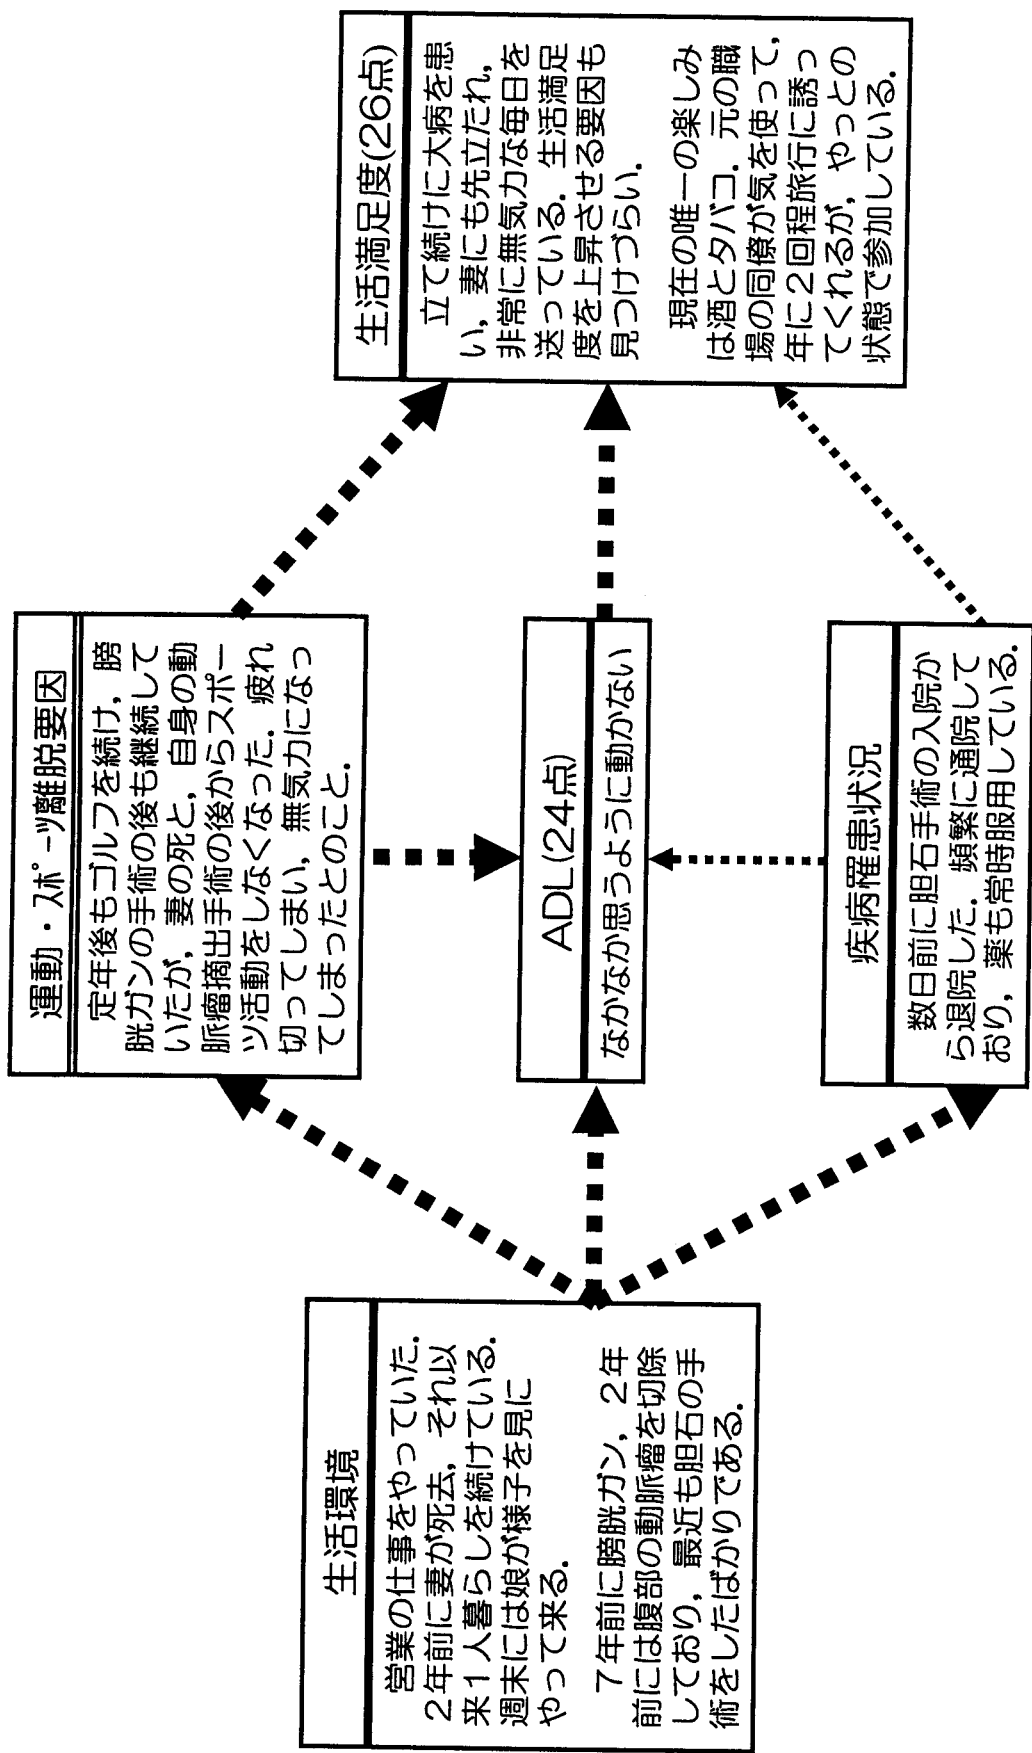 生活環境
営業の仕事をやっていた．
2年前に妻が死去，それ以
来1人暮らしを続けている．
週末には娘が様子を見に
やって来る．
7年前に膀胱ガン，2年
前には腹部の動脈瘤を切除
しており，最近も胆石の手
術をしたばかりである．
運動・スポーツ離脱要因
定年後もゴルフを続け，膀
胱ガンの手術の後も継続して
いたが，妻の死と，自身の動
脈瘤摘出手術の後からスポー
ツ活動をしなくなった．疲れ
切ってしまい，無気力になっ
てしまったとのこと．
ADL(24点)
なかなか思うように動かない
疾病罹患状況
数日前に胆石手術の入院か
ら退院した．頻繁に通院して
おり，薬も常時服用している．
生活満足度(26点)
立て続けに大病を患
い，妻にも先立たれ，
非常に無気力な毎日を
送っている．生活満足
度を上昇させる要因も
見つけづらい．
現在の唯一の楽しみ
は酒とタバコ．元の職
場の同僚が気を使って，
年に2回程旅行に誘っ
てくれるが，やっとの
状態で参加している．